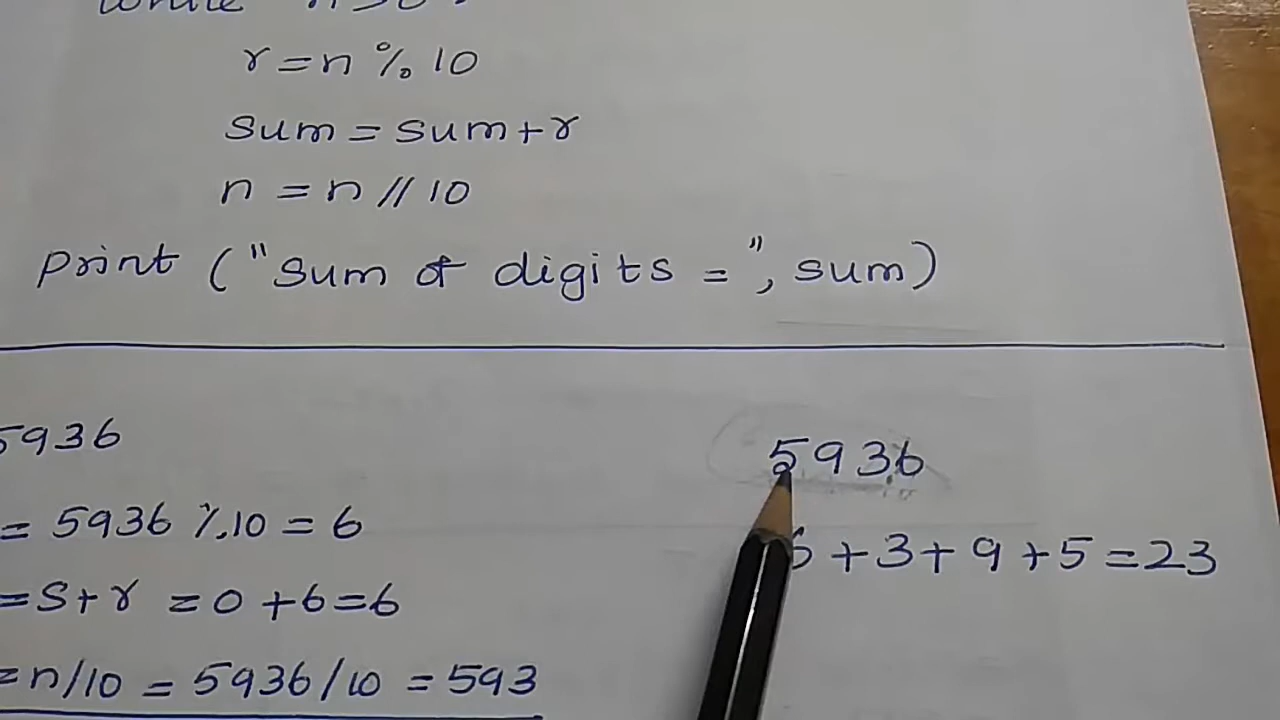 r = n % 10
sum = sum + r
n = n // 10
print ("sum of digits =", sum)
5936
= 5936 % 10 = 6
= S + r = 0 + 6 = 6
= n/10 = 5936/10 = 593
5936
6 + 3 + 9 + 5 = 23